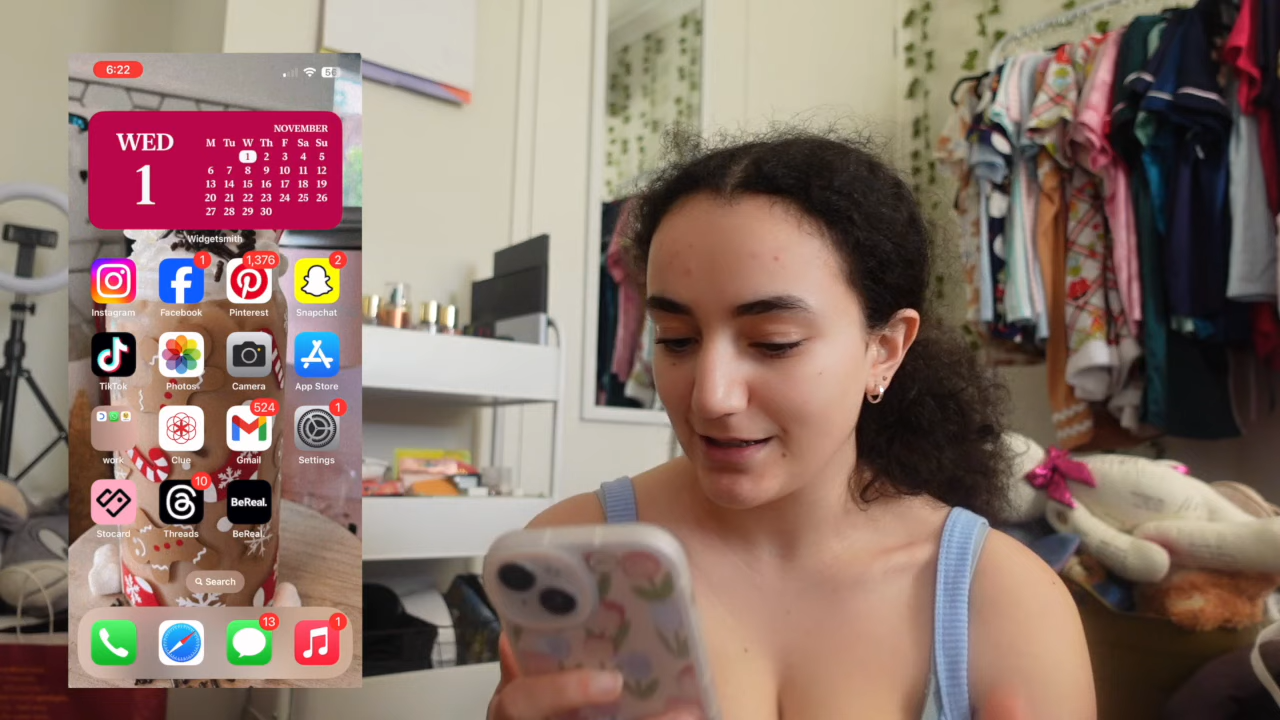 6:22
56
WED
1
NOVEMBER
M Tu W Th F Sa Su
1 2 3 4 5
6 7 8 9 10 11 12
13 14 15 16 17 18 19
20 21 22 23 24 25 26
27 28 29 30
Widgetsmith
1 1,376 2
Instagram Facebook Pinterest Snapchat
TikTok Photos Camera App Store
524 1
work Clue Gmail Settings
10
BeReal.
Stocard Threads BeReal.
Search
13 1